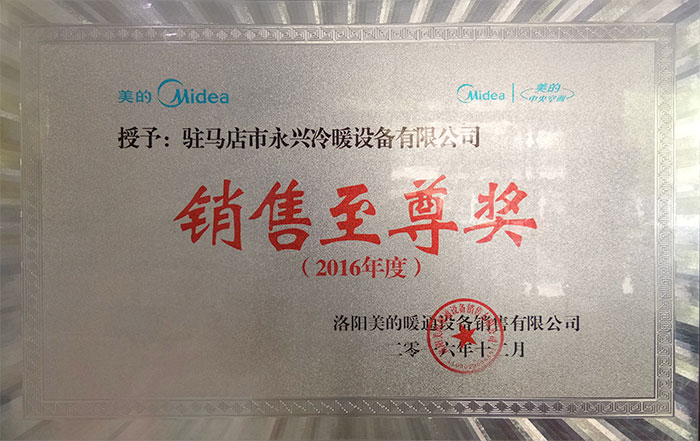 美的 Midea
Midea 美的 中央空调
授予：驻马店市永兴冷暖设备有限公司
销售至尊奖
（2016年度）
洛阳美的暖通设备销售有限公司
二零一六年十二月